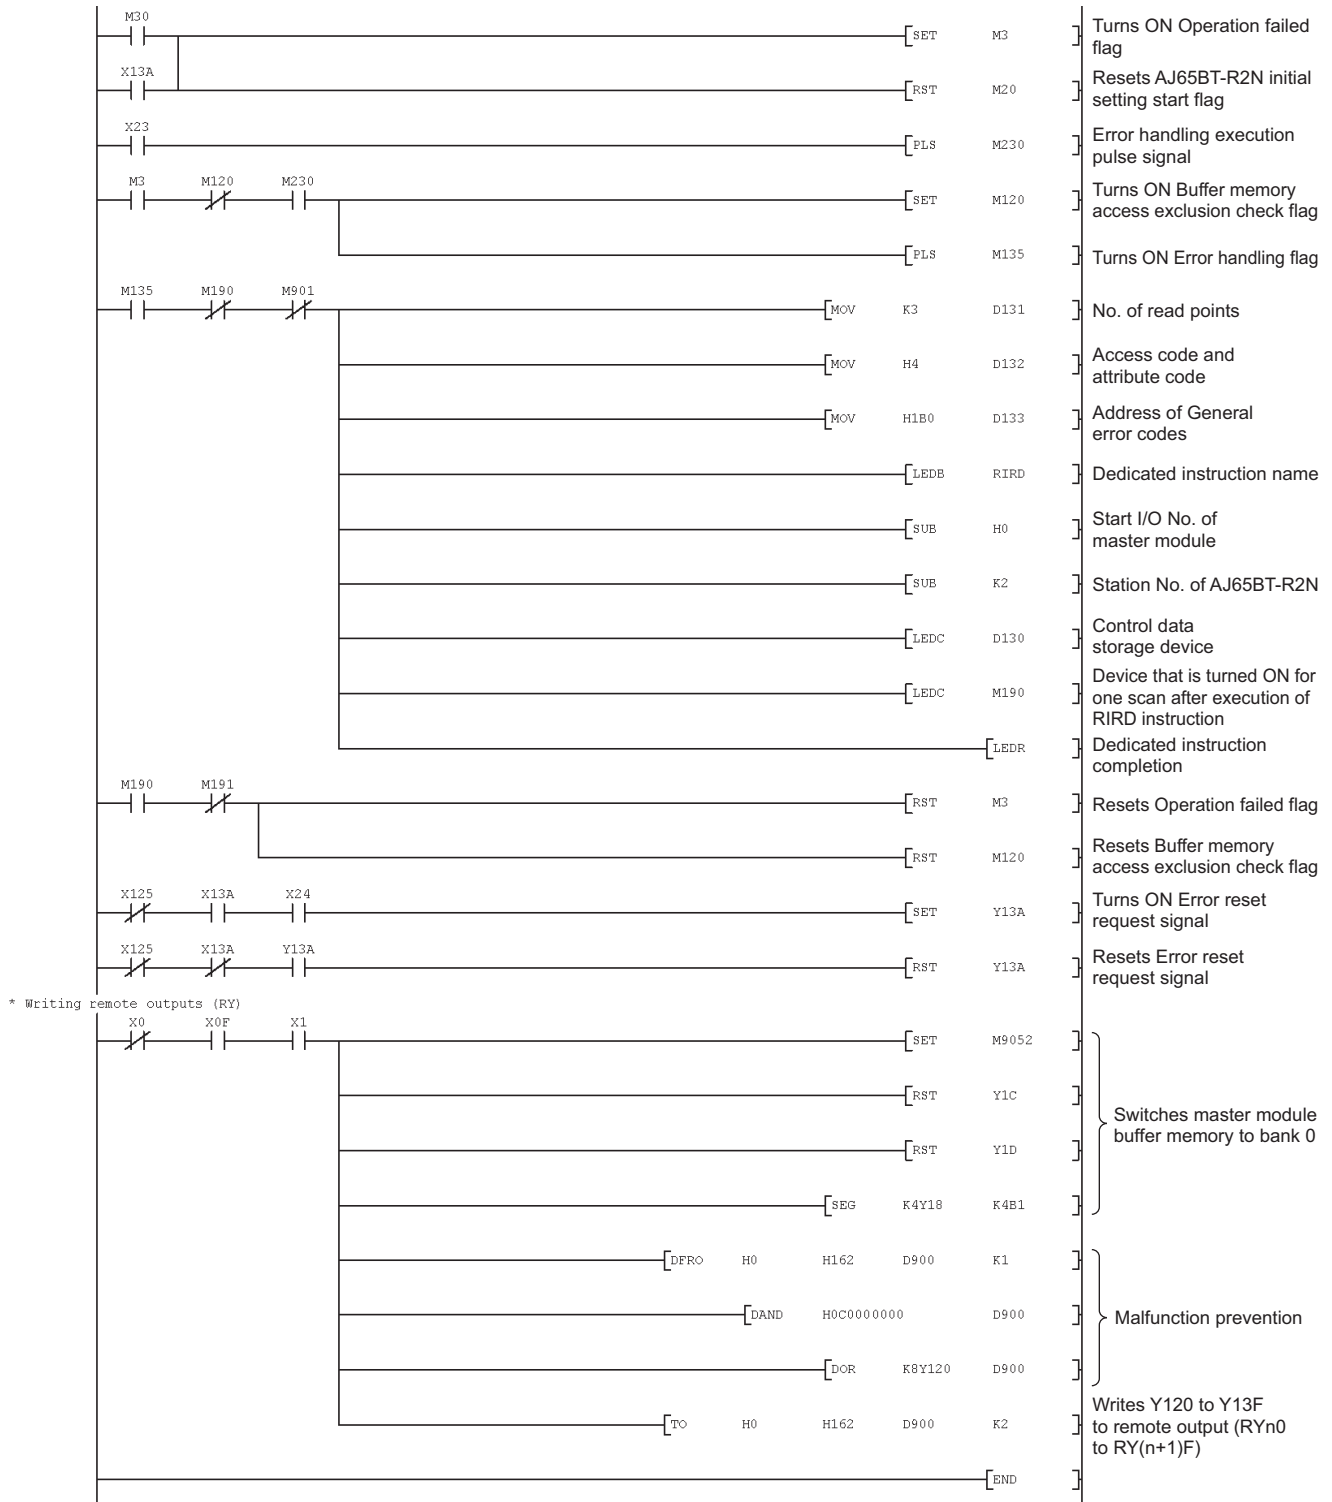 M30
[SET M3 ]
Turns ON Operation failed
flag
X13A
[RST M20 ]
Resets AJ65BT-R2N initial
setting start flag
X23
[PLS M230 ]
Error handling execution
pulse signal
M3 M120 M230
[SET M120 ]
Turns ON Buffer memory
access exclusion check flag
[PLS M135 ]
Turns ON Error handling flag
M135 M190 M901
[MOV K3 D131 ]
No. of read points
[MOV H4 D132 ]
Access code and
attribute code
[MOV H1B0 D133 ]
Address of General
error codes
[LEDB RIRD ]
Dedicated instruction name
[SUB H0 ]
Start I/O No. of
master module
[SUB K2 ]
Station No. of AJ65BT-R2N
[LEDC D130 ]
Control data
storage device
[LEDC M190 ]
Device that is turned ON for
one scan after execution of
RIRD instruction
[LEDR ]
Dedicated instruction
completion
M190 M191
[RST M3 ]
Resets Operation failed flag
[RST M120 ]
Resets Buffer memory
access exclusion check flag
X125 X13A X24
[SET Y13A ]
Turns ON Error reset
request signal
X125 X13A Y13A
[RST Y13A ]
Resets Error reset
request signal
* Writing remote outputs (RY)
X0 X0F X1
[SET M9052 ]
[RST Y1C ]
[RST Y1D ]
Switches master module
buffer memory to bank 0
[SEG K4Y18 K4B1 ]
[DFRO H0 H162 D900 K1 ]
[DAND H0C0000000 D900 ]
Malfunction prevention
[DOR K8Y120 D900 ]
[TO H0 H162 D900 K2 ]
Writes Y120 to Y13F
to remote output (RYn0
to RY(n+1)F)
[END ]